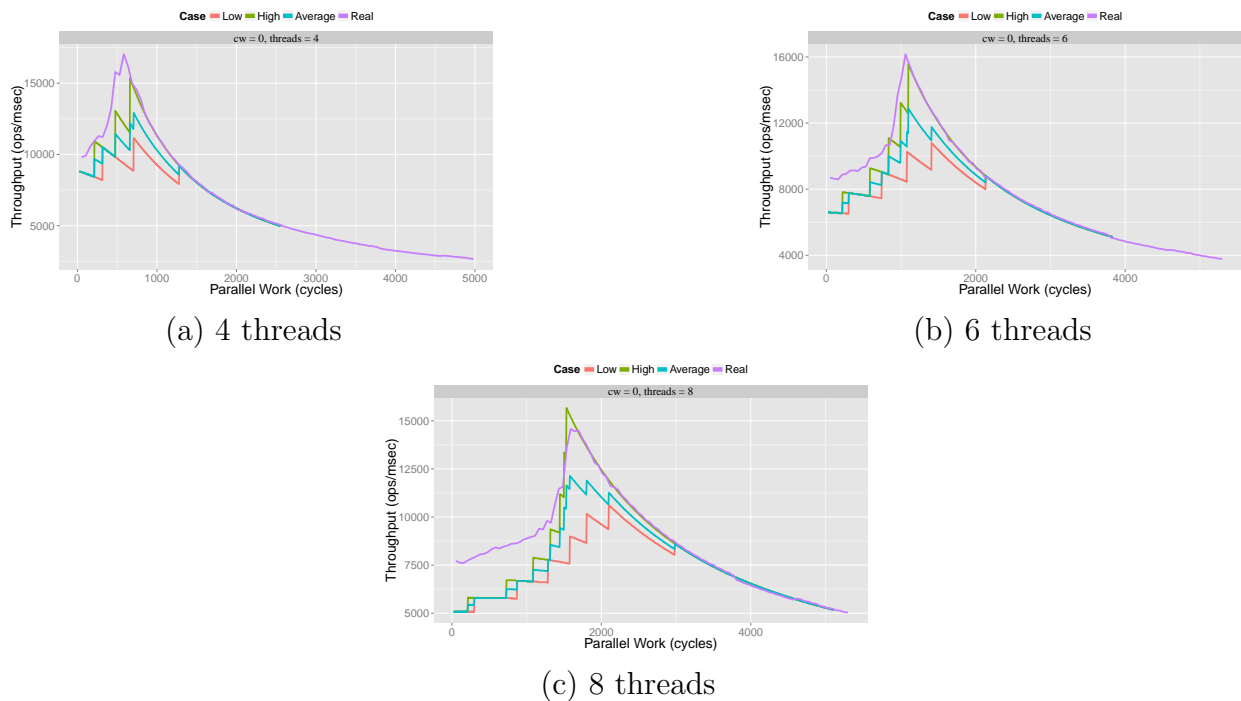 Case Low High Average Real
cw = 0, threads = 4
Throughput (ops/msec)
15000
10000
5000
0 1000 2000 3000 4000 5000
Parallel Work (cycles)
(a) 4 threads
Case Low High Average Real
cw = 0, threads = 6
Throughput (ops/msec)
16000
12000
8000
4000
0 2000 4000
Parallel Work (cycles)
(b) 6 threads
Case Low High Average Real
cw = 0, threads = 8
Throughput (ops/msec)
15000
12500
10000
7500
5000
0 2000 4000
Parallel Work (cycles)
(c) 8 threads